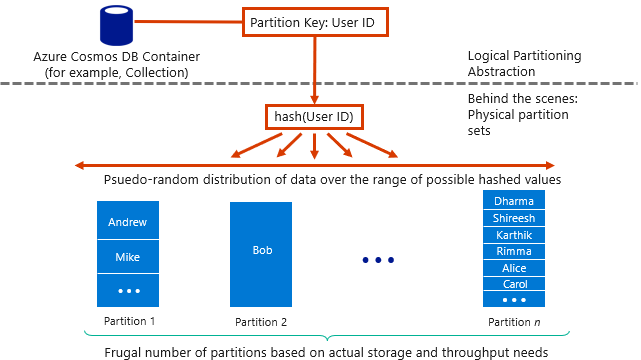 Partition Key: User ID
Azure Cosmos DB Container
(for example, Collection)
Logical Partitioning
Abstraction
Behind the scenes:
Physical partition
sets
hash(User ID)
Psuedo-random distribution of data over the range of possible hashed values
Andrew
Mike
•••
Partition 1
Bob
Partition 2
•••
Dharma
Shireesh
Karthik
Rimma
Alice
Carol
•••
Partition n
Frugal number of partitions based on actual storage and throughput needs